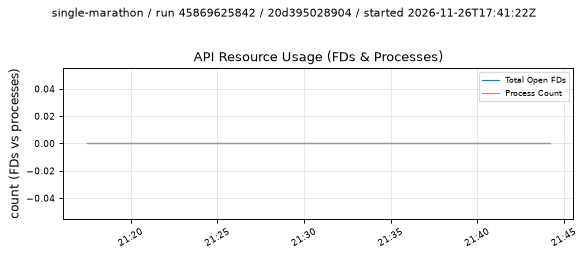 single-marathon / run 45869625842 / 20d395028904 / started 2026-11-26T17:41:22Z
API Resource Usage (FDs & Processes)
Total Open FDs
Process Count
count (FDs vs processes)
0.04
0.02
0.00
−0.02
−0.04
21:20
21:25
21:30
21:35
21:40
21:45